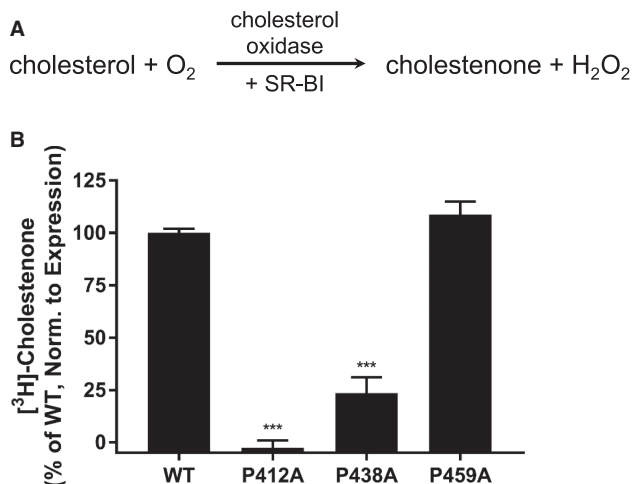 A
cholesterol + O₂
cholesterol
oxidase
+ SR-BI
cholestenone + H₂O₂
B
[³H]-Cholestenone
(% of WT, Norm. to Expression)
125
100
75
50
25
0
***
***
WT P412A P438A P459A